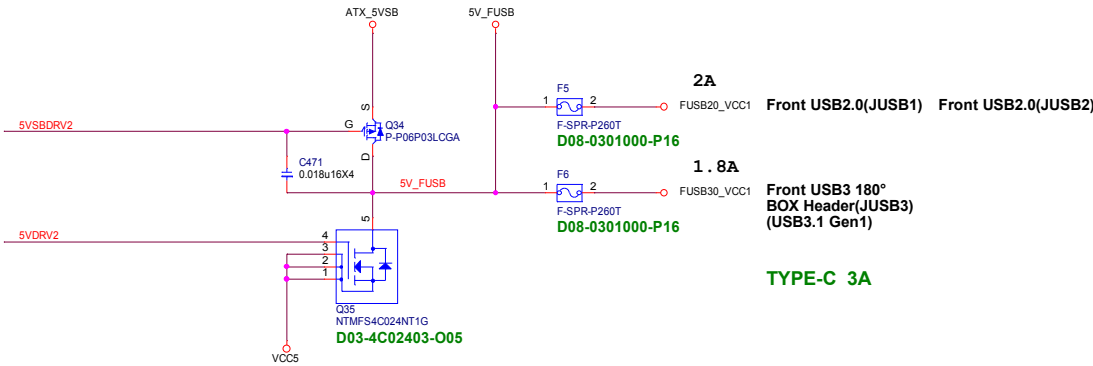 ATX_5VSB
5V_FUSB
2A
F5
1
2
FUSB20_VCC1
Front USB2.0(JUSB1)
Front USB2.0(JUSB2)
F-SPR-P260T
D08-0301000-P16
5VSBDRV2
S
G
Q34
P-P06P03LCGA
D
C471
0.018u16X4
5V_FUSB
1.8A
F6
1
2
FUSB30_VCC1
Front USB3 180°
BOX Header(JUSB3)
(USB3.1 Gen1)
F-SPR-P260T
D08-0301000-P16
5
5VDRV2
4
3
2
1
TYPE-C 3A
Q35
NTMFS4C024NT1G
D03-4C02403-O05
VCC5